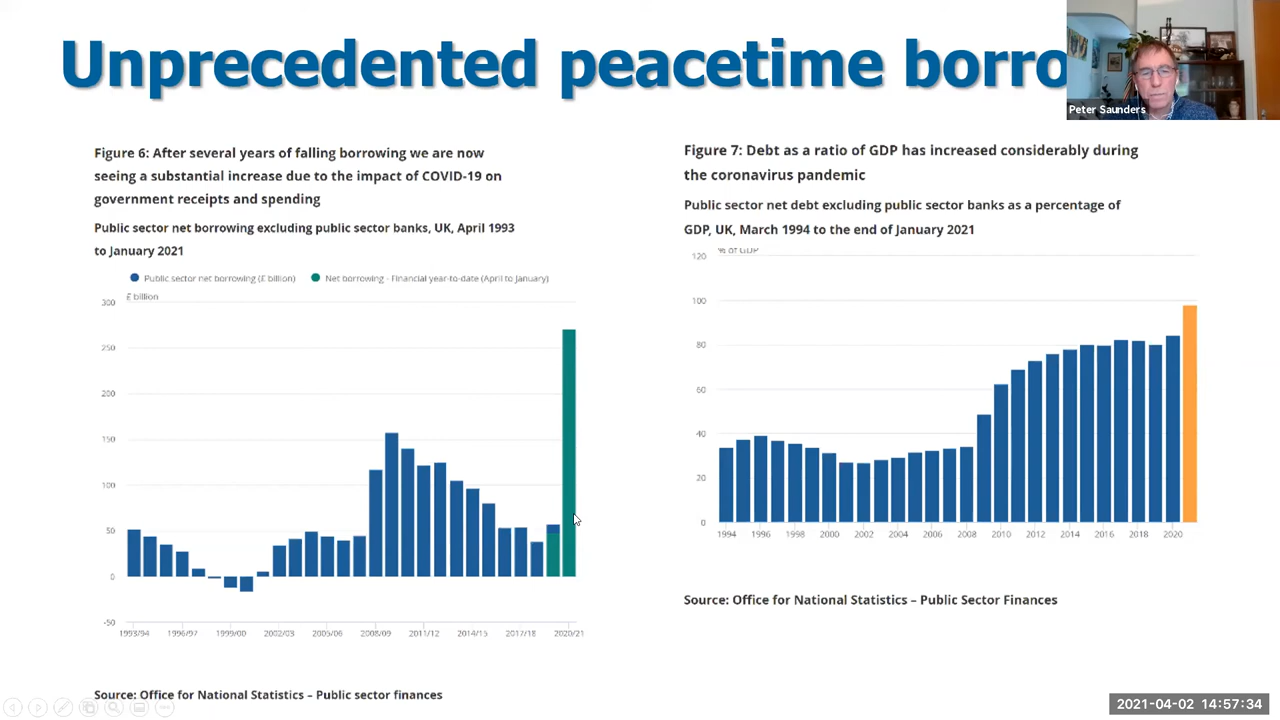 Unprecedented peacetime borro
Peter Saunders
Figure 6: After several years of falling borrowing we are now
seeing a substantial increase due to the impact of COVID-19 on
government receipts and spending
Public sector net borrowing excluding public sector banks, UK, April 1993
to January 2021
Public sector net borrowing (£ billion)
Net borrowing - Financial year-to-date (April to January)
£ billion
300
250
200
150
100
50
0
-50
1993/94
1996/97
1999/00
2002/03
2005/06
2008/09
2011/12
2014/15
2017/18
2020/21
Source: Office for National Statistics – Public sector finances
Figure 7: Debt as a ratio of GDP has increased considerably during
the coronavirus pandemic
Public sector net debt excluding public sector banks as a percentage of
GDP, UK, March 1994 to the end of January 2021
% of GDP
120
100
80
60
40
20
0
1994
1996
1998
2000
2002
2004
2006
2008
2010
2012
2014
2016
2018
2020
Source: Office for National Statistics – Public Sector Finances
2021-04-02 14:57:34